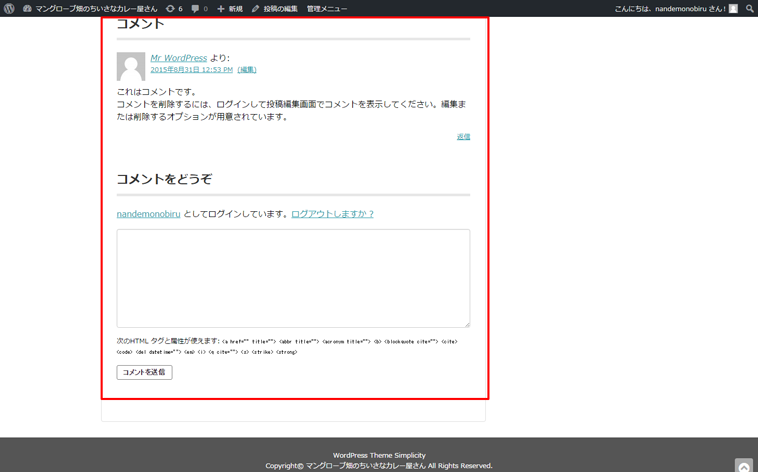 マングローブ畑のちいさなカレー屋さん 6 0 新規 投稿の編集 管理メニュー こんにちは、nandemonobiru さん!
コメント
Mr WordPress より:
2015年8月31日 12:53 PM (編集)
これはコメントです。
コメントを削除するには、ログインして投稿編集画面でコメントを表示してください。編集ま
たは削除するオプションが用意されています。
返信
コメントをどうぞ
nandemonobiru としてログインしています。ログアウトしますか ?
次のHTML タグと属性が使えます: <a href="" title=""> <abbr title=""> <acronym title=""> <b> <blockquote cite=""> <cite>
<code> <del datetime=""> <em> <i> <q cite=""> <s> <strike> <strong>
コメントを送信
WordPress Theme Simplicity
Copyright© マングローブ畑のちいさなカレー屋さん All Rights Reserved.